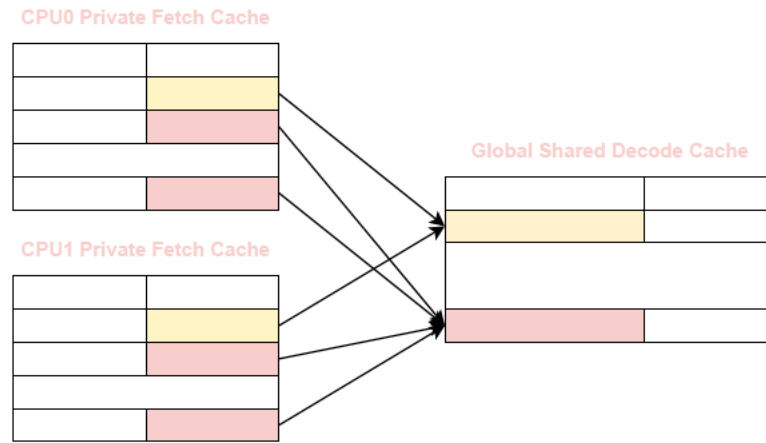 CPU0 Private Fetch Cache
Global Shared Decode Cache
CPU1 Private Fetch Cache